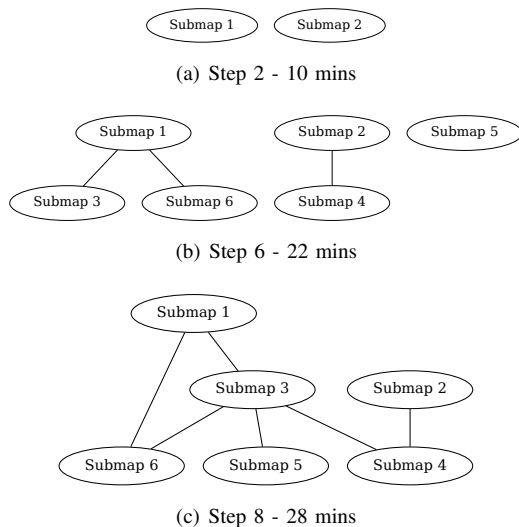 Submap 1 Submap 2
(a) Step 2 - 10 mins
Submap 1 Submap 2 Submap 5
Submap 3 Submap 6 Submap 4
(b) Step 6 - 22 mins
Submap 1
Submap 3 Submap 2
Submap 6 Submap 5 Submap 4
(c) Step 8 - 28 mins